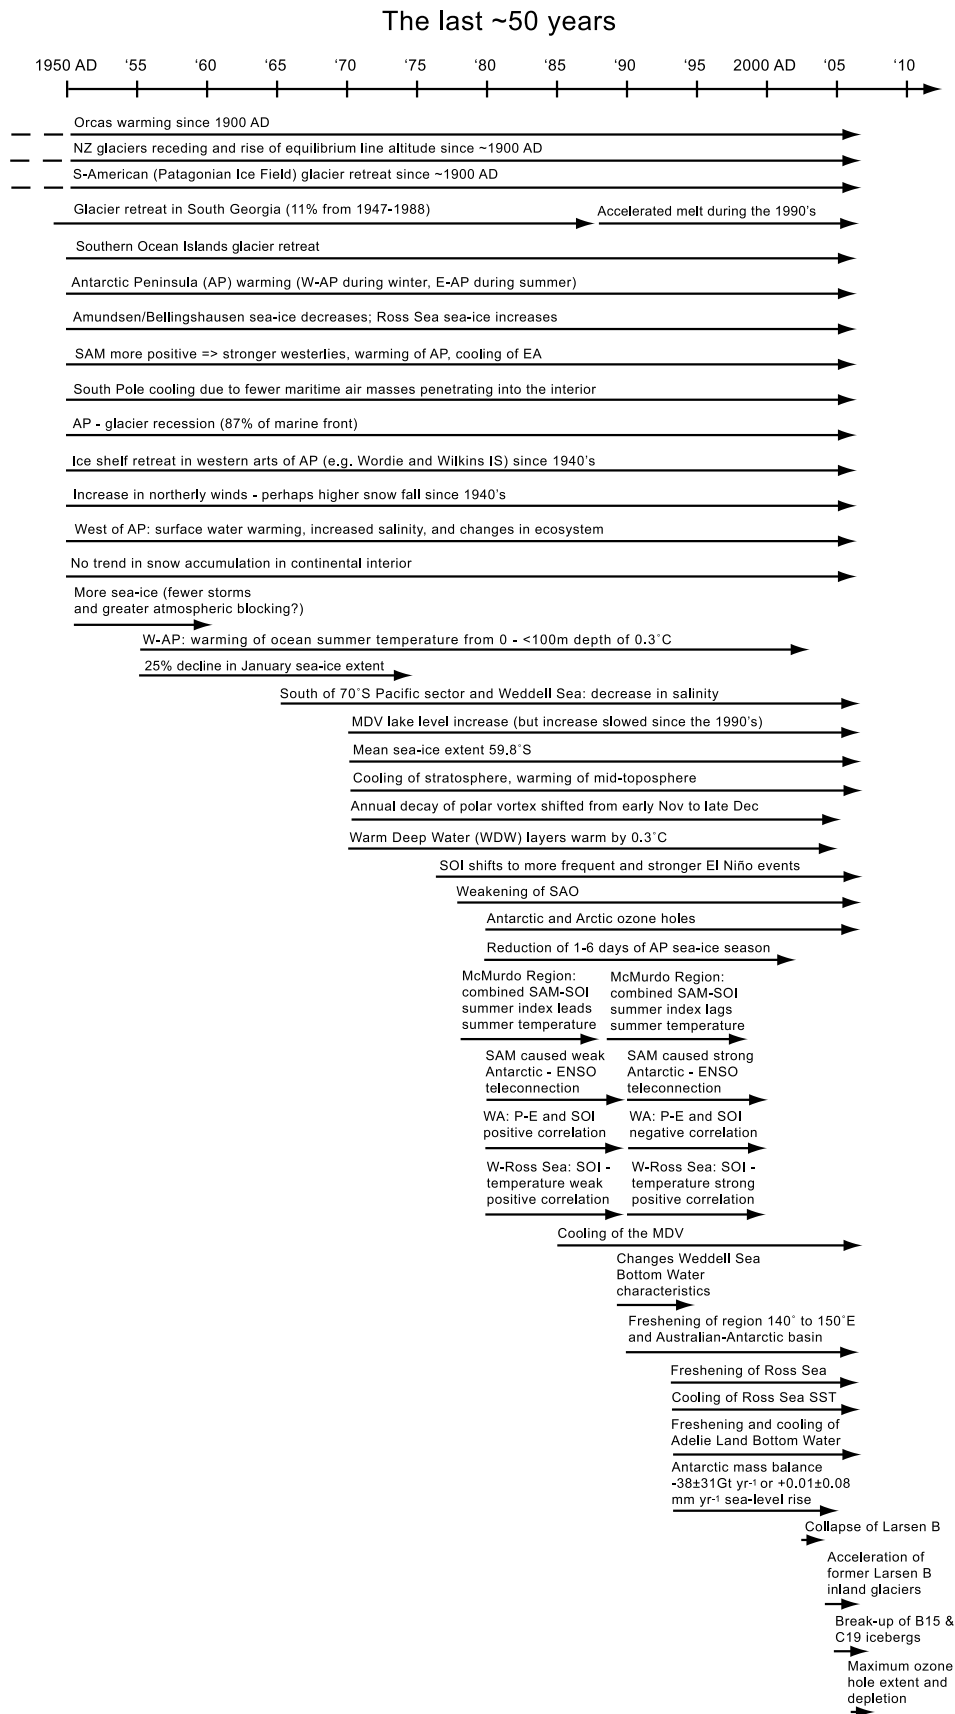 The last ~50 years
1950 AD ‘55 ‘60 ‘65 ‘70 ‘75 ‘80 ‘85 ‘90 ‘95 2000 AD ‘05 ‘10
Orcas warming since 1900 AD
NZ glaciers receding and rise of equilibrium line altitude since ~1900 AD
S-American (Patagonian Ice Field) glacier retreat since ~1900 AD
Glacier retreat in South Georgia (11% from 1947-1988)
Accelerated melt during the 1990’s
Southern Ocean Islands glacier retreat
Antarctic Peninsula (AP) warming (W-AP during winter, E-AP during summer)
Amundsen/Bellingshausen sea-ice decreases; Ross Sea sea-ice increases
SAM more positive => stronger westerlies, warming of AP, cooling of EA
South Pole cooling due to fewer maritime air masses penetrating into the interior
AP - glacier recession (87% of marine front)
Ice shelf retreat in western arts of AP (e.g. Wordie and Wilkins IS) since 1940’s
Increase in northerly winds - perhaps higher snow fall since 1940’s
West of AP: surface water warming, increased salinity, and changes in ecosystem
No trend in snow accumulation in continental interior
More sea-ice (fewer storms
and greater atmospheric blocking?)
W-AP: warming of ocean summer temperature from 0 - <100m depth of 0.3˚C
25% decline in January sea-ice extent
South of 70˚S Pacific sector and Weddell Sea: decrease in salinity
MDV lake level increase (but increase slowed since the 1990’s)
Mean sea-ice extent 59.8˚S
Cooling of stratosphere, warming of mid-toposphere
Annual decay of polar vortex shifted from early Nov to late Dec
Warm Deep Water (WDW) layers warm by 0.3˚C
SOI shifts to more frequent and stronger El Niño events
Weakening of SAO
Antarctic and Arctic ozone holes
Reduction of 1-6 days of AP sea-ice season
McMurdo Region:
combined SAM-SOI
summer index leads
summer temperature
McMurdo Region:
combined SAM-SOI
summer index lags
summer temperature
SAM caused weak
Antarctic - ENSO
teleconnection
SAM caused strong
Antarctic - ENSO
teleconnection
WA: P-E and SOI
positive correlation
WA: P-E and SOI
negative correlation
W-Ross Sea: SOI -
temperature weak
positive correlation
W-Ross Sea: SOI -
temperature strong
positive correlation
Cooling of the MDV
Changes Weddell Sea
Bottom Water
characteristics
Freshening of region 140˚ to 150˚E
and Australian-Antarctic basin
Freshening of Ross Sea
Cooling of Ross Sea SST
Freshening and cooling of
Adelie Land Bottom Water
Antarctic mass balance
-38±31Gt yr⁻¹ or +0.01±0.08
mm yr⁻¹ sea-level rise
Collapse of Larsen B
Acceleration of
former Larsen B
inland glaciers
Break-up of B15 &
C19 icebergs
Maximum ozone
hole extent and
depletion